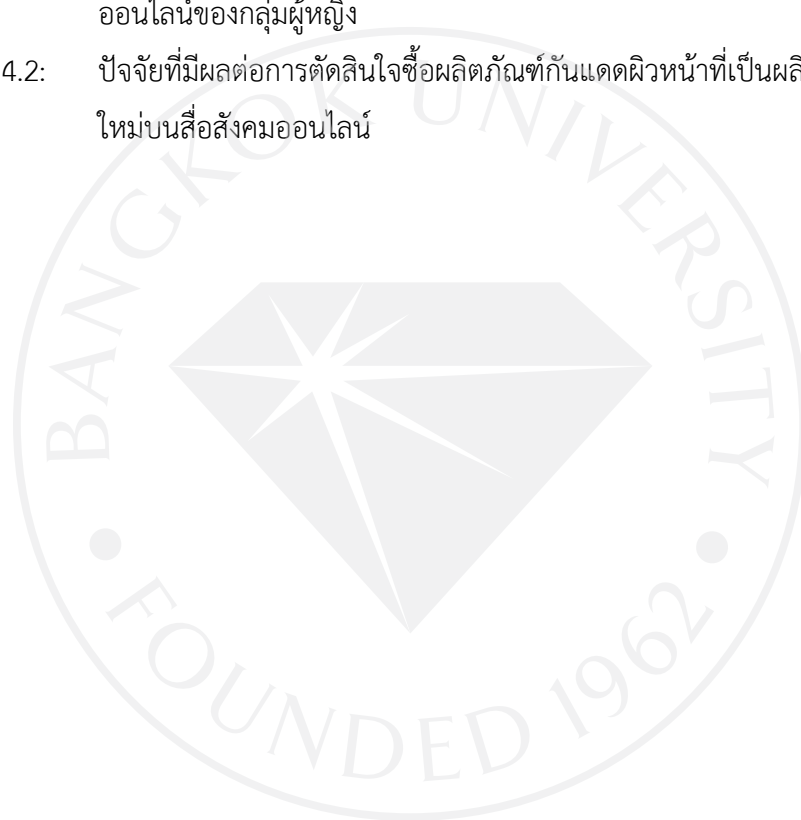 ออนไลน์ของกลุ่มผู้หญิง
4.2: ปัจจัยที่มีผลต่อการตัดสินใจซื้อผลิตภัณฑ์กันแดดผิวหน้าที่เป็นผลิ
ใหม่บนสื่อสังคมออนไลน์
BANGKOK UNIVERSITY
FOUNDED 1962